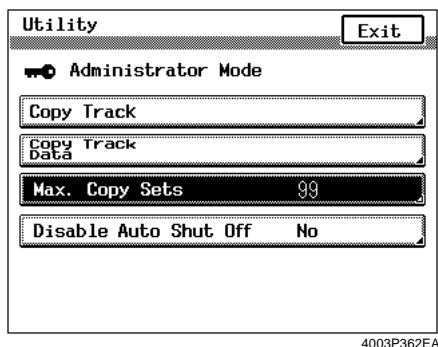 Utility
Exit
Administrator Mode
Copy Track
Copy Track
Data
Max. Copy Sets 99
Disable Auto Shut Off No
4003P362EA